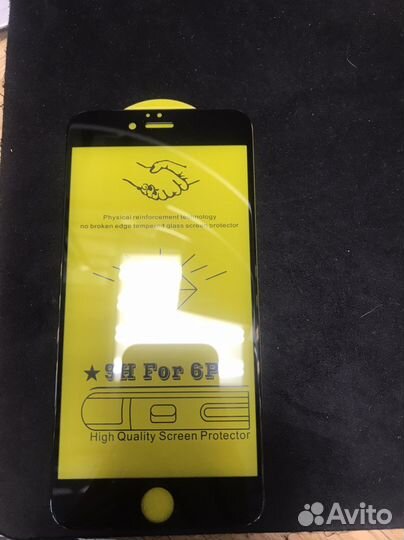 Physical reinforcement technology
no broken edge tempered glass screen protector
★ 9H For 6P
High Quality Screen Protector
Avito